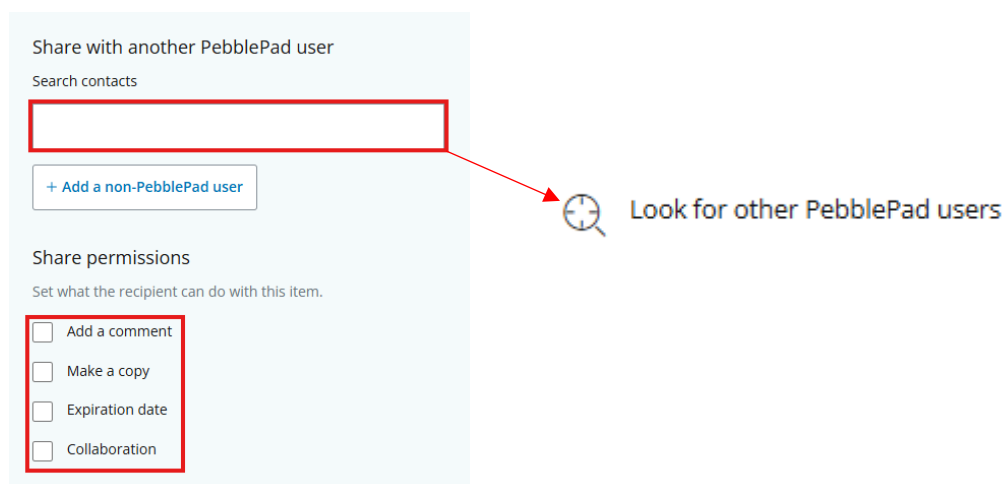 Share with another PebblePad user
Search contacts
+ Add a non-PebblePad user
Look for other PebblePad users
Share permissions
Set what the recipient can do with this item.
Add a comment
Make a copy
Expiration date
Collaboration